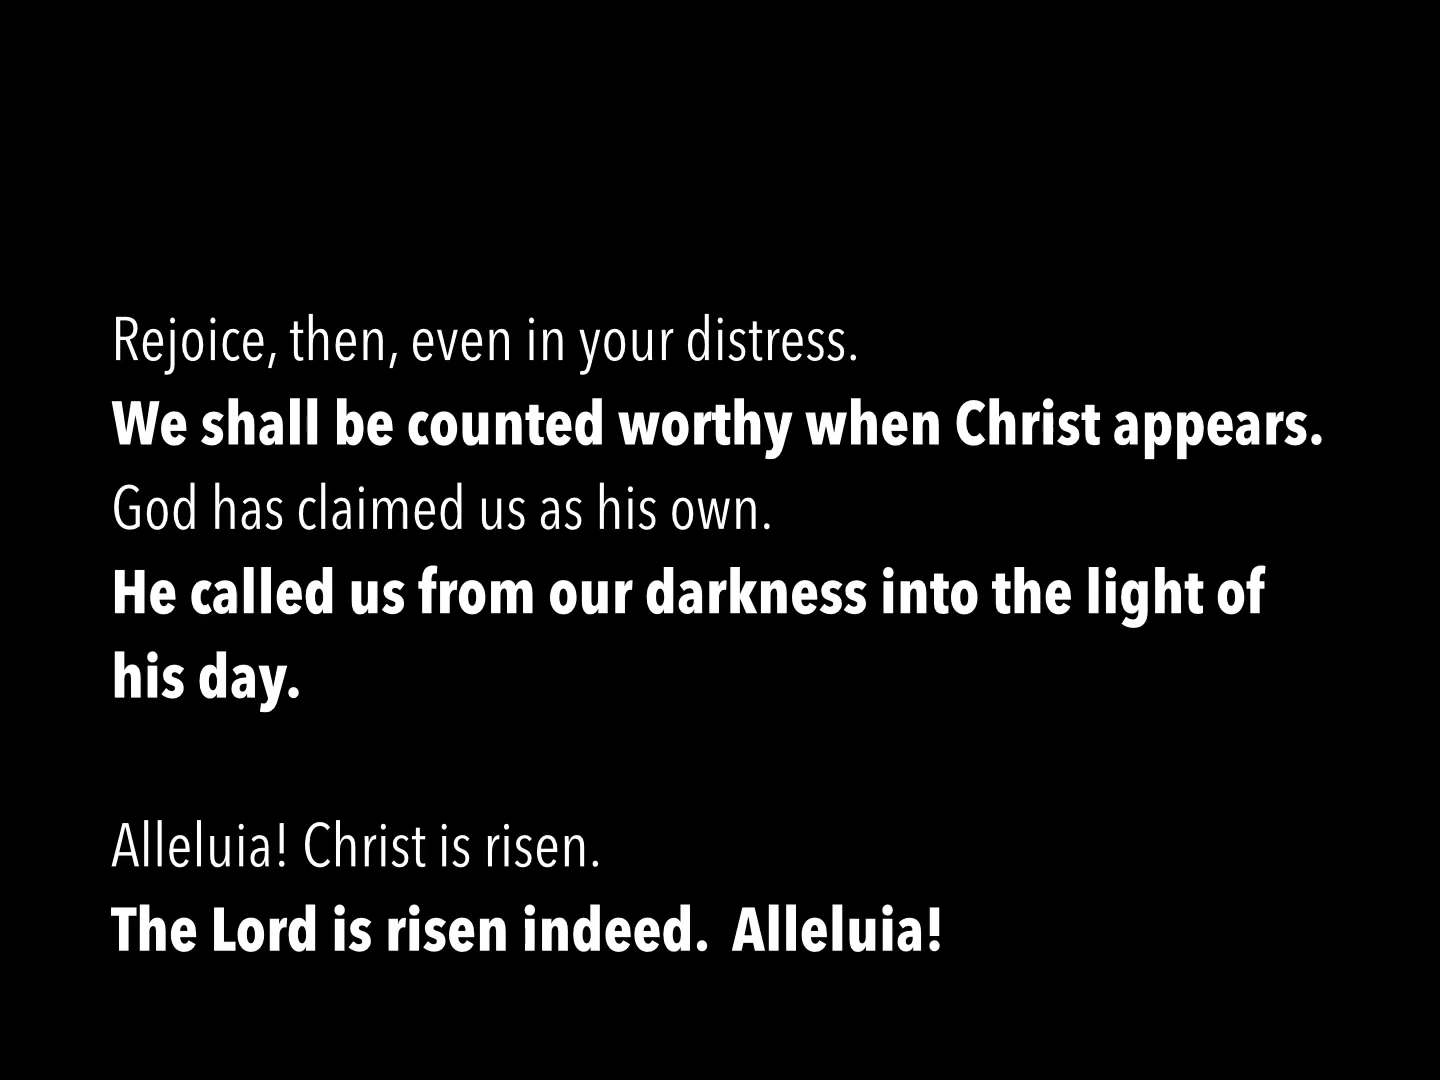 Rejoice, then, even in your distress.
We shall be counted worthy when Christ appears.
God has claimed us as his own.
He called us from our darkness into the light of
his day.
Alleluia! Christ is risen.
The Lord is risen indeed.  Alleluia!